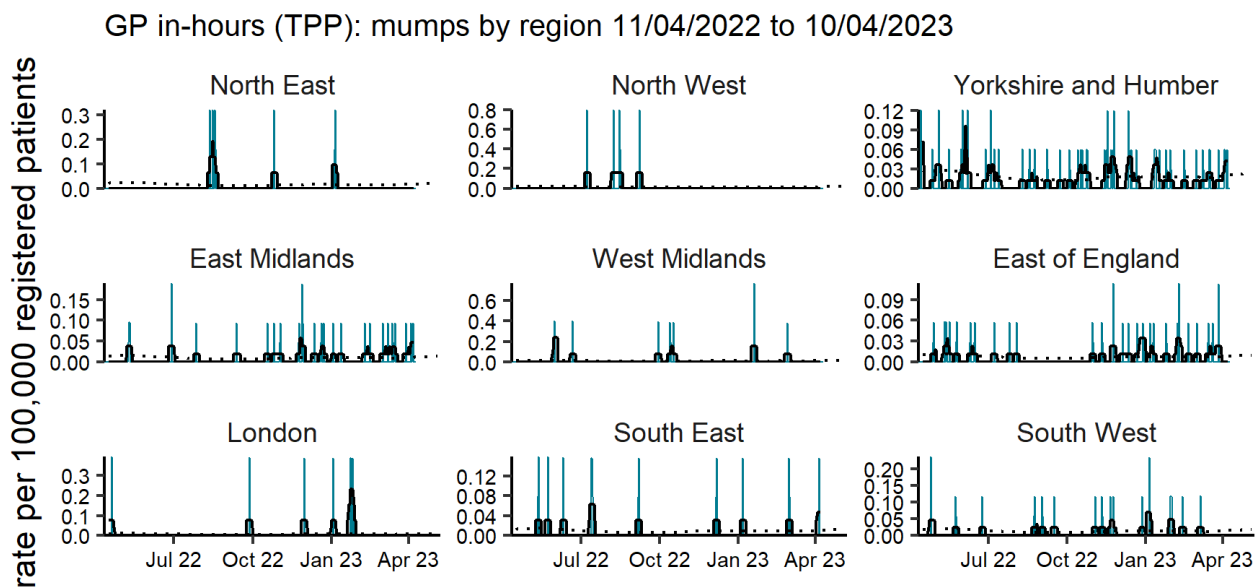 GP in-hours (TPP): mumps by region 11/04/2022 to 10/04/2023
rate per 100,000 registered patients
North East
0.3
0.2
0.1
0.0
North West
0.8
0.6
0.4
0.2
0.0
Yorkshire and Humber
0.12
0.09
0.06
0.03
0.00
East Midlands
0.15
0.10
0.05
0.00
West Midlands
0.6
0.4
0.2
0.0
East of England
0.09
0.06
0.03
0.00
London
0.3
0.2
0.1
0.0
Jul 22 Oct 22 Jan 23 Apr 23
South East
0.12
0.08
0.04
0.00
Jul 22 Oct 22 Jan 23 Apr 23
South West
0.20
0.15
0.10
0.05
0.00
Jul 22 Oct 22 Jan 23 Apr 23